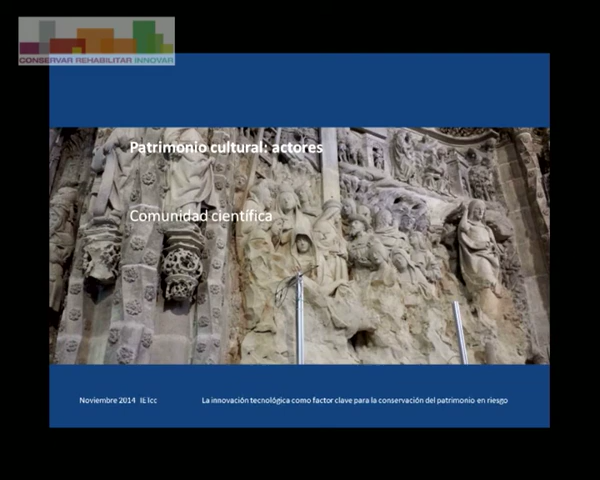 CONSERVAR REHABILITAR INNOVAR
Patrimonio cultural: actores
Comunidad científica
Noviembre 2014 IETcc
La innovación tecnológica como factor clave para la conservación del patrimonio en riesgo